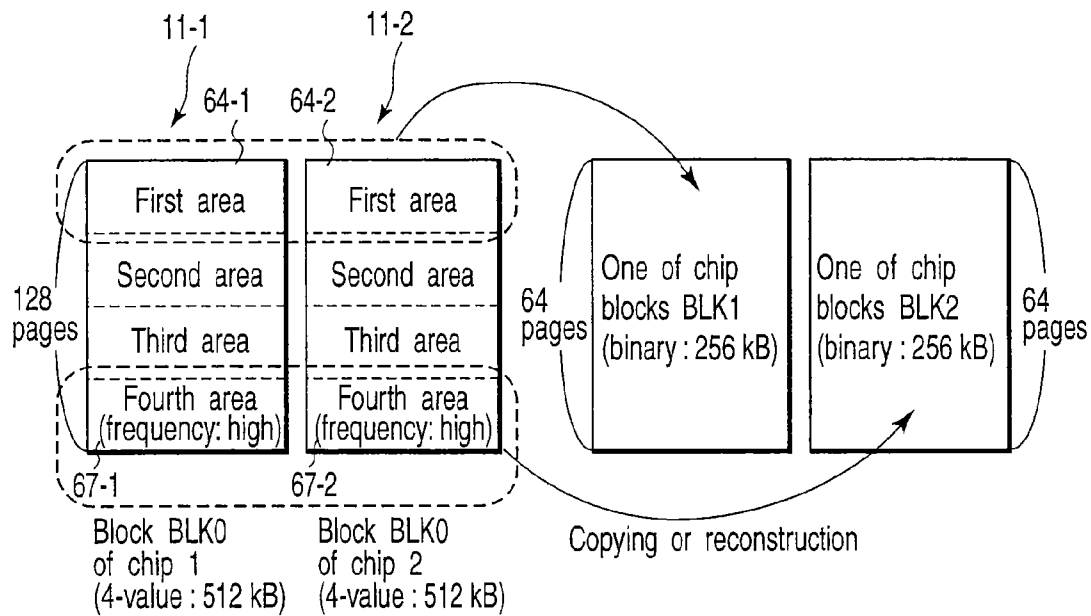 11-1
11-2
64-1
64-2
First area
First area
Second area
Second area
Third area
Third area
Fourth area
(frequency: high)
Fourth area
(frequency: high)
128
pages
67-1
67-2
Block BLK0
of chip 1
(4-value : 512 kB)
Block BLK0
of chip 2
(4-value : 512 kB)
64
pages
One of chip
blocks BLK1
(binary : 256 kB)
One of chip
blocks BLK2
(binary : 256 kB)
64
pages
Copying or reconstruction